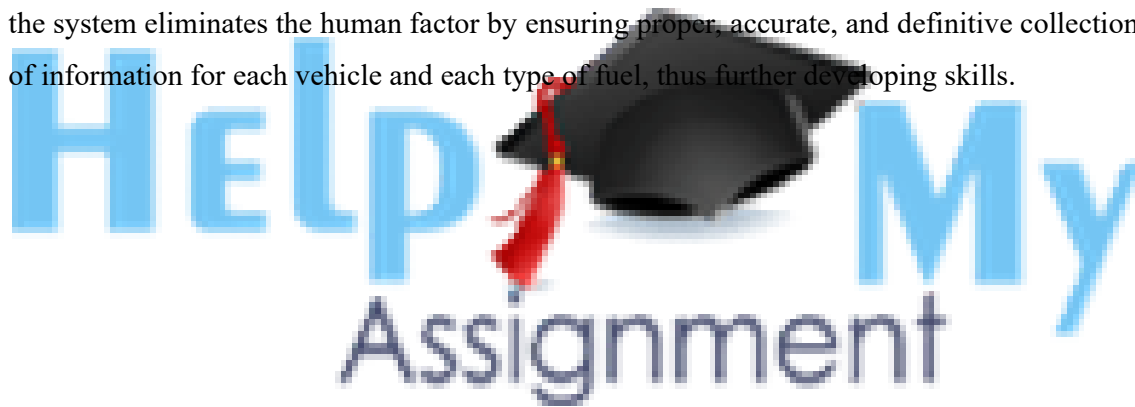 the system eliminates the human factor by ensuring proper, accurate, and definitive collection
of information for each vehicle and each type of fuel, thus further developing skills.
Help My
Assignment